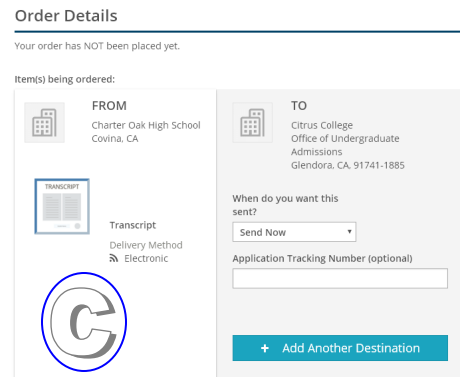 Order Details
Your order has NOT been placed yet.
Item(s) being ordered:
FROM
Charter Oak High School
Covina, CA
TRANSCRIPT
Transcript
Delivery Method
Electronic
C
TO
Citrus College
Office of Undergraduate
Admissions
Glendora, CA, 91741-1885
When do you want this
sent?
Send Now
Application Tracking Number (optional)
+ Add Another Destination